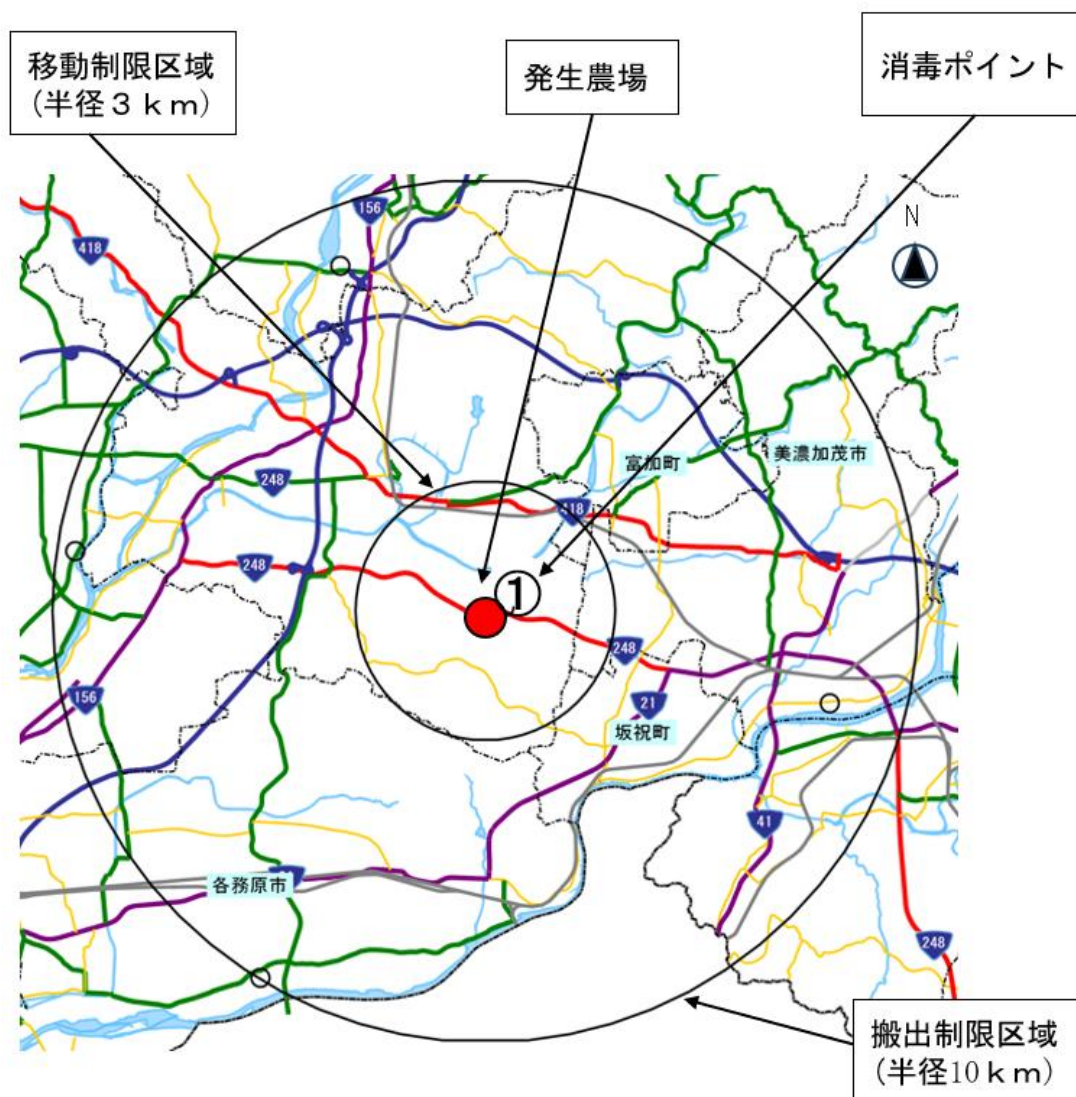 移動制限区域
(半径３ｋｍ)
発生農場
消毒ポイント
N
156
418
248
富加町
美濃加茂市
418
248
①
248
156
21
坂祝町
41
各務原市
248
搬出制限区域
(半径10ｋｍ)